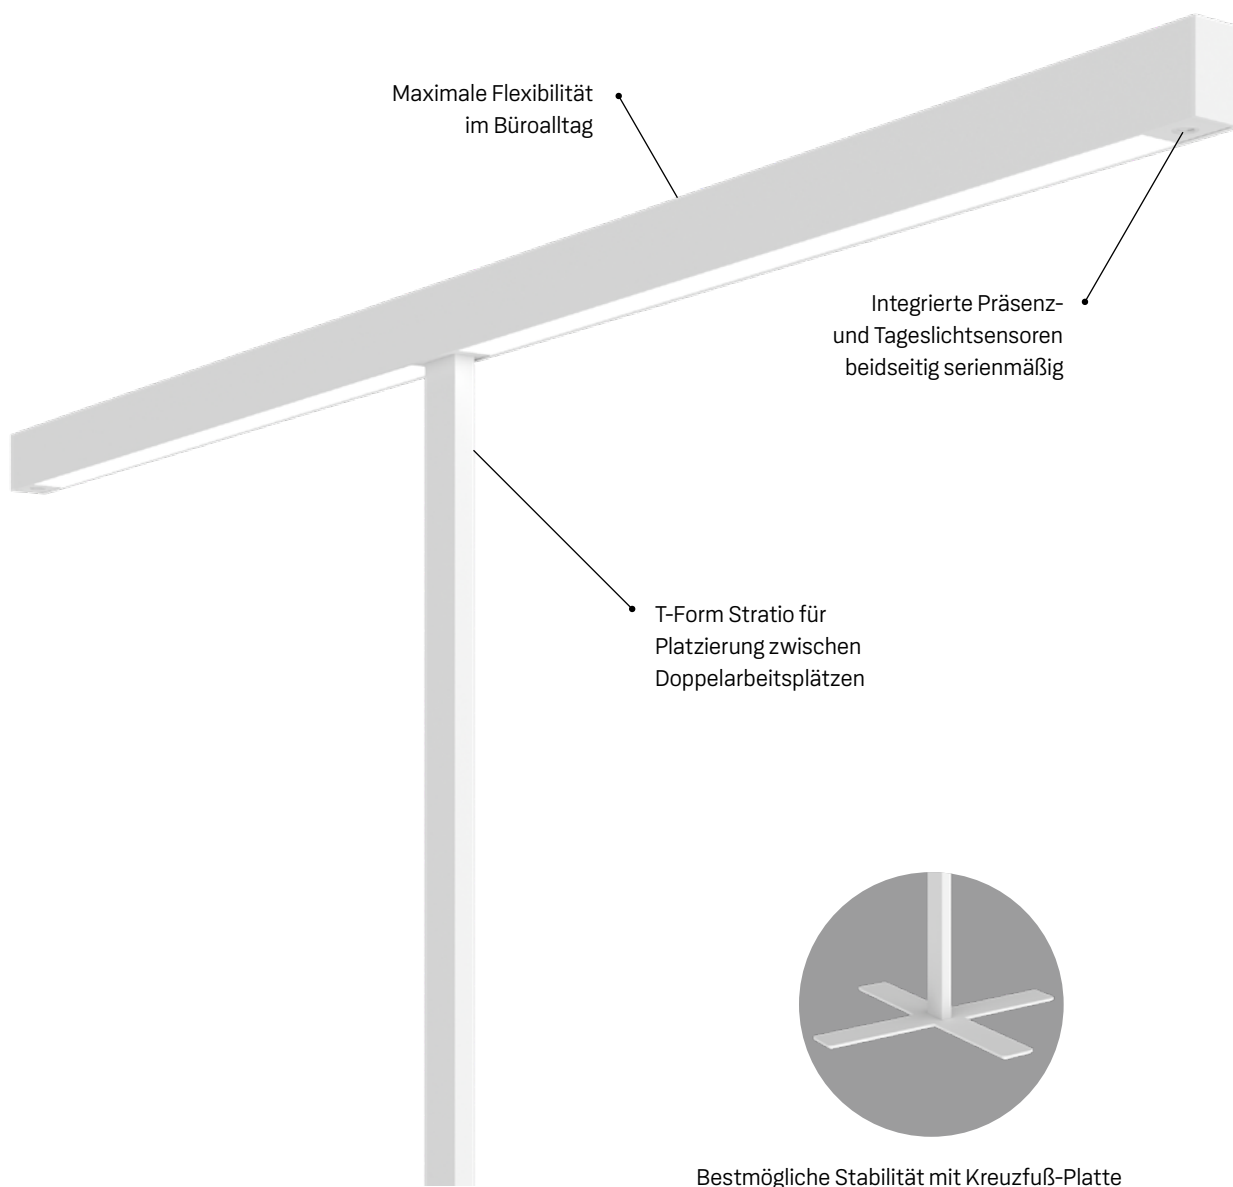 Maximale Flexibilität
im Büroalltag
Integrierte Präsenz-
und Tageslichtsensoren
beidseitig serienmäßig
T-Form Stratio für
Platzierung zwischen
Doppelarbeitsplätzen
Bestmögliche Stabilität mit Kreuzfuß-Platte